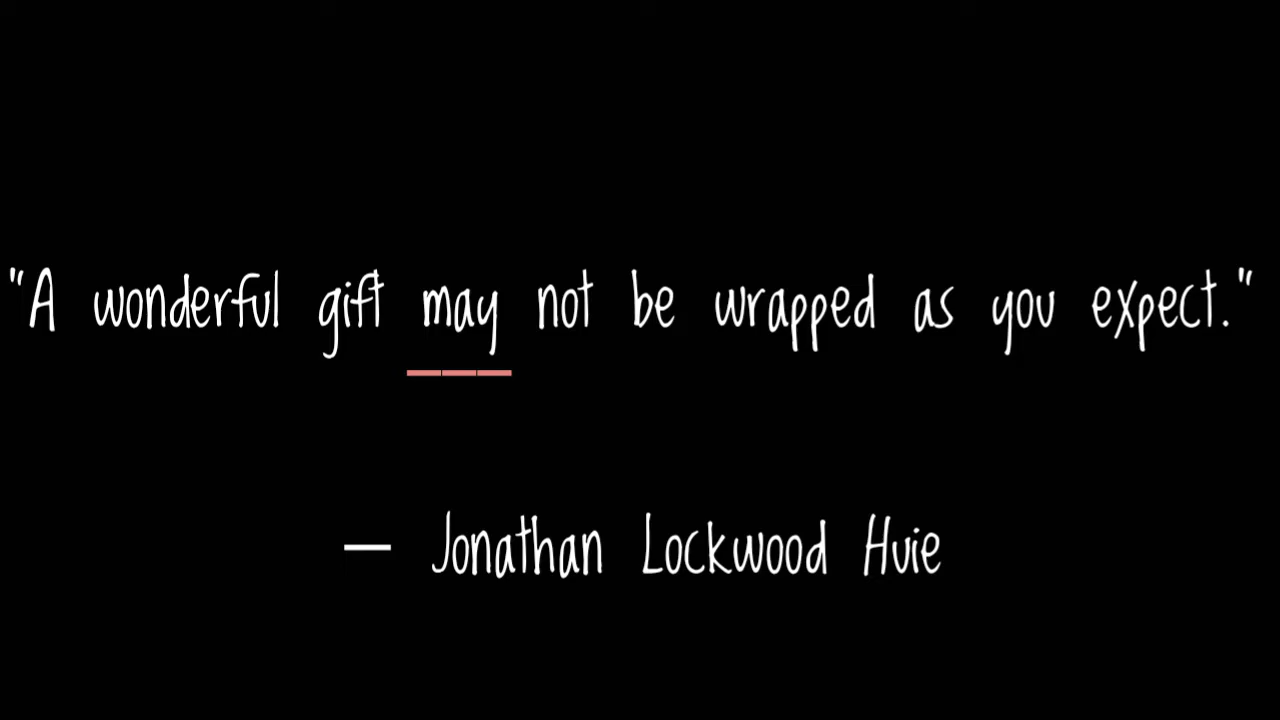 "A wonderful gift may not be wrapped as you expect."
— Jonathan Lockwood Huie